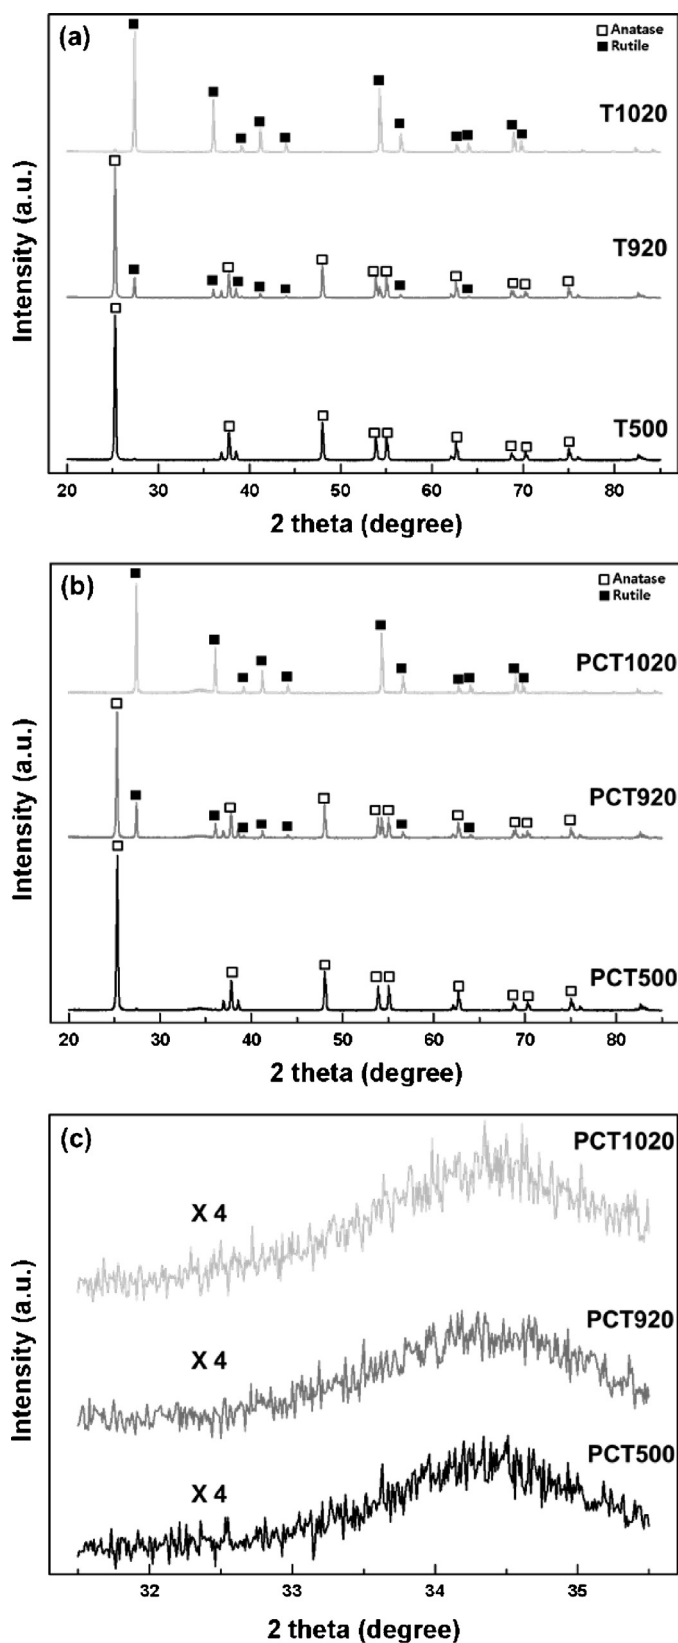 (a)
□ Anatase
■ Rutile
T1020
T920
T500
Intensity (a.u.)
20 30 40 50 60 70 80
2 theta (degree)
(b)
□ Anatase
■ Rutile
PCT1020
PCT920
PCT500
Intensity (a.u.)
20 30 40 50 60 70 80
2 theta (degree)
(c)
PCT1020
X 4
PCT920
X 4
PCT500
X 4
Intensity (a.u.)
32 33 34 35
2 theta (degree)